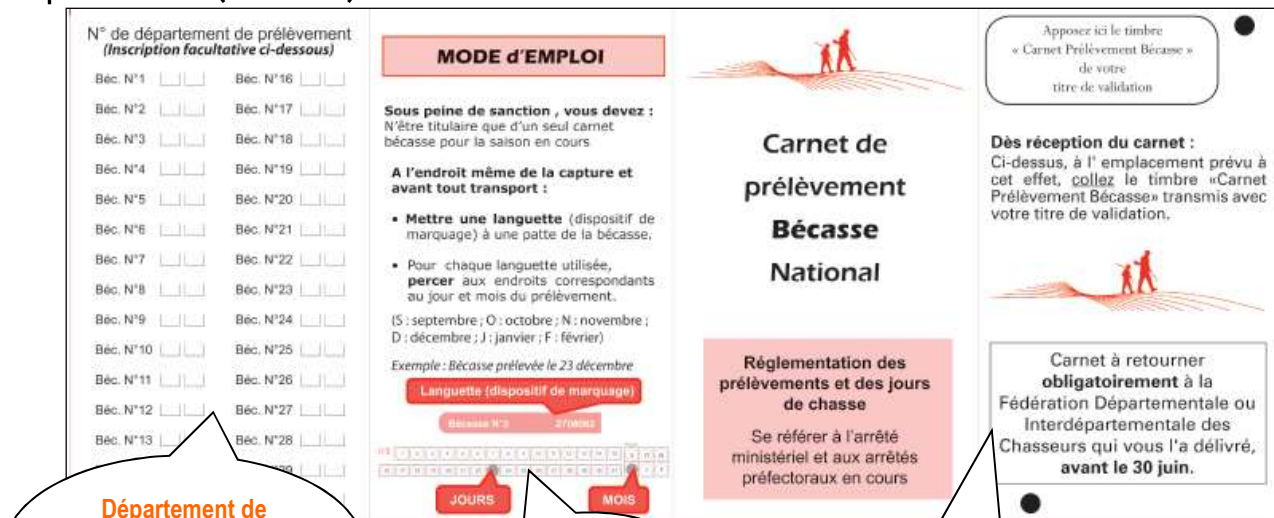 N° de département de prélèvement
(Inscription facultative ci-dessous)
Béc. N°1 Béc. N°16
Béc. N°2 Béc. N°17
Béc. N°3 Béc. N°18
Béc. N°4 Béc. N°19
Béc. N°5 Béc. N°20
Béc. N°6 Béc. N°21
Béc. N°7 Béc. N°22
Béc. N°8 Béc. N°23
Béc. N°9 Béc. N°24
Béc. N°10 Béc. N°25
Béc. N°11 Béc. N°26
Béc. N°12 Béc. N°27
Béc. N°13 Béc. N°28
Département de
MODE d'EMPLOI
Sous peine de sanction , vous devez :
N'être titulaire que d'un seul carnet
bécasse pour la saison en cours
A l'endroit même de la capture et
avant tout transport :
• Mettre une languette (dispositif de
marquage) à une patte de la bécasse.
• Pour chaque languette utilisée,
percer aux endroits correspondants
au jour et mois du prélèvement.
(S : septembre ; O : octobre ; N : novembre ;
D : décembre ; J : janvier ; F : février)
Exemple : Bécasse prélevée le 23 décembre
Languette (dispositif de marquage)
Bécasse N°3
JOURS MOIS
Carnet de
prélèvement
Bécasse
National
Réglementation des
prélèvements et des jours
de chasse
Se référer à l'arrêté
ministériel et aux arrêtés
préfectoraux en cours
Apposez ici le timbre
« Carnet Prélèvement Bécasse »
de votre
titre de validation
Dès réception du carnet :
Ci-dessus, à l' emplacement prévu à
cet effet, collez le timbre «Carnet
Prélèvement Bécasse» transmis avec
votre titre de validation.
Carnet à retourner
obligatoirement à la
Fédération Départementale ou
Interdépartementale des
Chasseurs qui vous l'a délivré,
avant le 30 juin.